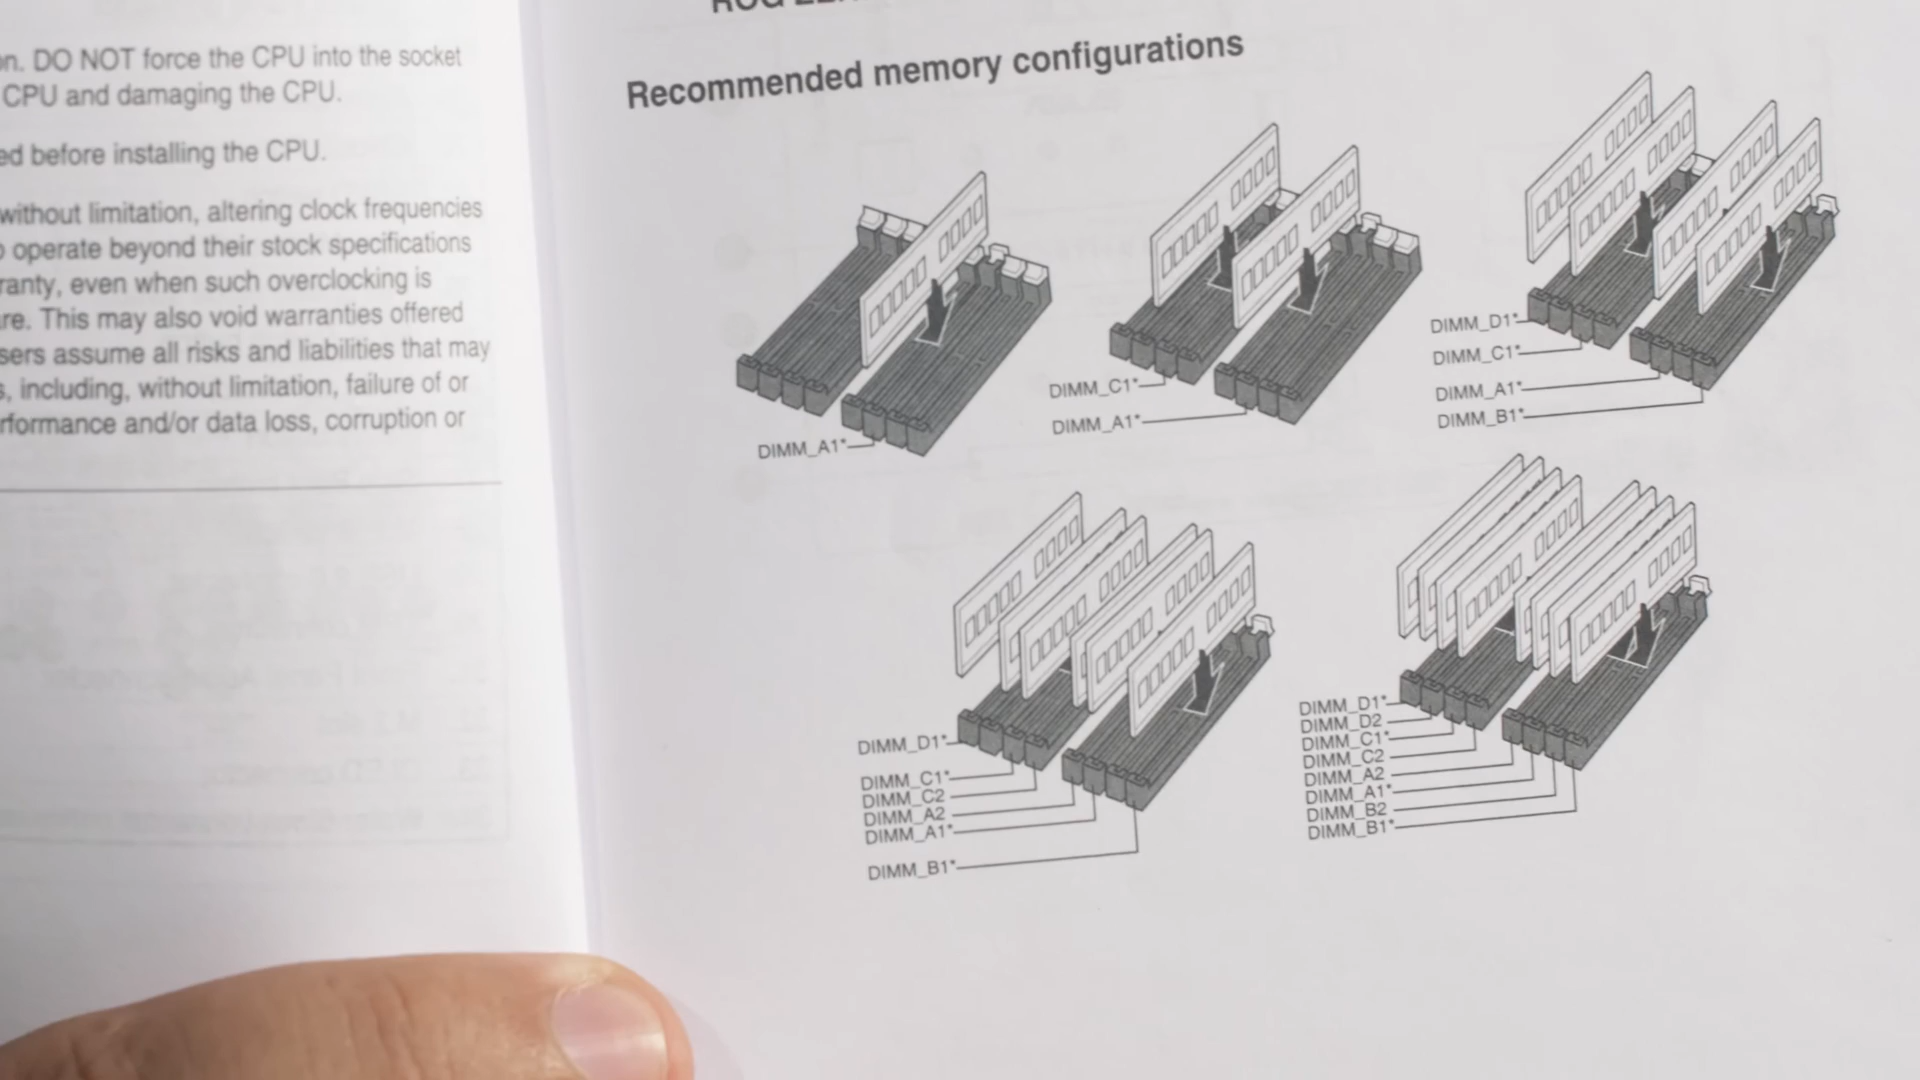 on. DO NOT force the CPU into the socket
CPU and damaging the CPU.
ed before installing the CPU.
without limitation, altering clock frequencies
o operate beyond their stock specifications
ranty, even when such overclocking is
are. This may also void warranties offered
sers assume all risks and liabilities that may
s, including, without limitation, failure of or
rformance and/or data loss, corruption or
ROG
Recommended memory configurations
DIMM_A1*
DIMM_C1*
DIMM_A1*
DIMM_D1*
DIMM_C1*
DIMM_A1*
DIMM_B1*
DIMM_D1*
DIMM_C1*
DIMM_C2
DIMM_A2
DIMM_A1*
DIMM_B1*
DIMM_D1*
DIMM_D2
DIMM_C1*
DIMM_C2
DIMM_A2
DIMM_A1*
DIMM_B2
DIMM_B1*